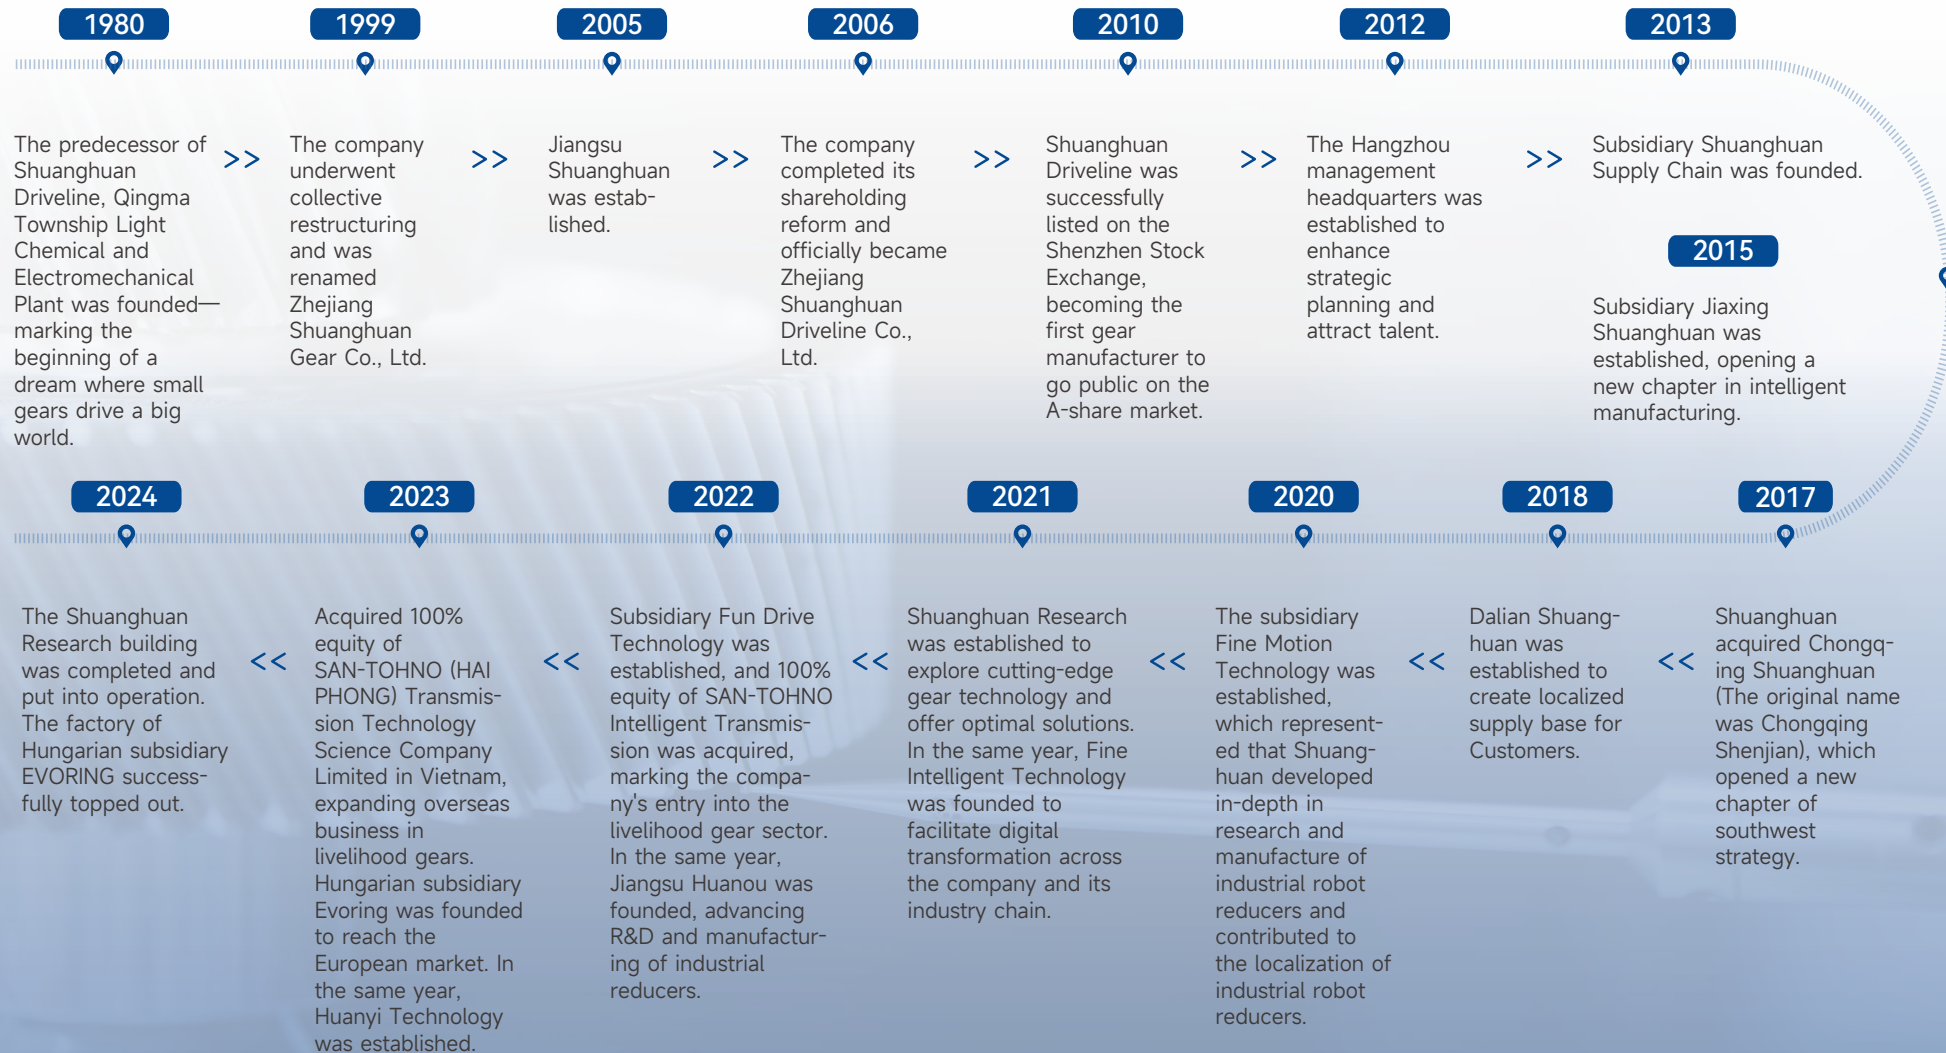 1980
The predecessor of
Shuanghuan
Driveline, Qingma
Township Light
Chemical and
Electromechanical
Plant was founded—
marking the
beginning of a
dream where small
gears drive a big
world.
>>
1999
The company
underwent
collective
restructuring
and was
renamed
Zhejiang
Shuanghuan
Gear Co., Ltd.
>>
2005
Jiangsu
Shuanghuan
was estab-
lished.
>>
2006
The company
completed its
shareholding
reform and
officially became
Zhejiang
Shuanghuan
Driveline Co.,
Ltd.
>>
2010
Shuanghuan
Driveline was
successfully
listed on the
Shenzhen Stock
Exchange,
becoming the
first gear
manufacturer to
go public on the
A-share market.
>>
2012
The Hangzhou
management
headquarters was
established to
enhance
strategic
planning and
attract talent.
>>
2013
Subsidiary Shuanghuan
Supply Chain was founded.
2015
Subsidiary Jiaxing
Shuanghuan was
established, opening a
new chapter in intelligent
manufacturing.
2017
Shuanghuan
acquired Chongq-
ing Shuanghuan
(The original name
was Chongqing
Shenjian), which
opened a new
chapter of
southwest
strategy.
<<
2018
Dalian Shuang-
huan was
established to
create localized
supply base for
Customers.
<<
2020
The subsidiary
Fine Motion
Technology was
established,
which represent-
ed that Shuang-
huan developed
in-depth in
research and
manufacture of
industrial robot
reducers and
contributed to
the localization of
industrial robot
reducers.
<<
2021
Shuanghuan Research
was established to
explore cutting-edge
gear technology and
offer optimal solutions.
In the same year, Fine
Intelligent Technology
was founded to
facilitate digital
transformation across
the company and its
industry chain.
<<
2022
Subsidiary Fun Drive
Technology was
established, and 100%
equity of SAN-TOHNO
Intelligent Transmis-
sion was acquired,
marking the compa-
ny's entry into the
livelihood gear sector.
In the same year,
Jiangsu Huanou was
founded, advancing
R&D and manufactur-
ing of industrial
reducers.
<<
2023
Acquired 100%
equity of
SAN-TOHNO (HAI
PHONG) Transmis-
sion Technology
Science Company
Limited in Vietnam,
expanding overseas
business in
livelihood gears.
Hungarian subsidiary
Evoring was founded
to reach the
European market. In
the same year,
Huanyi Technology
was established.
<<
2024
The Shuanghuan
Research building
was completed and
put into operation.
The factory of
Hungarian subsidiary
EVORING success-
fully topped out.